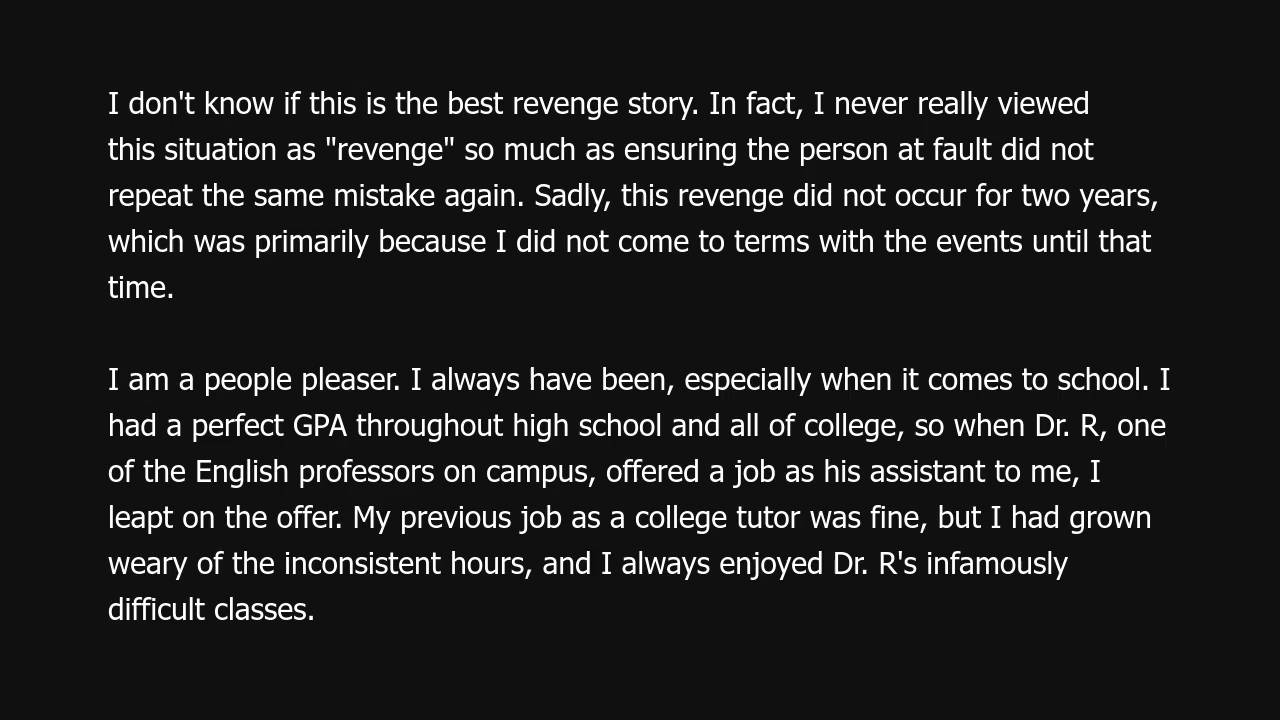 I don't know if this is the best revenge story. In fact, I never really viewed
this situation as "revenge" so much as ensuring the person at fault did not
repeat the same mistake again. Sadly, this revenge did not occur for two years,
which was primarily because I did not come to terms with the events until that
time.
I am a people pleaser. I always have been, especially when it comes to school. I
had a perfect GPA throughout high school and all of college, so when Dr. R, one
of the English professors on campus, offered a job as his assistant to me, I
leapt on the offer. My previous job as a college tutor was fine, but I had grown
weary of the inconsistent hours, and I always enjoyed Dr. R's infamously
difficult classes.